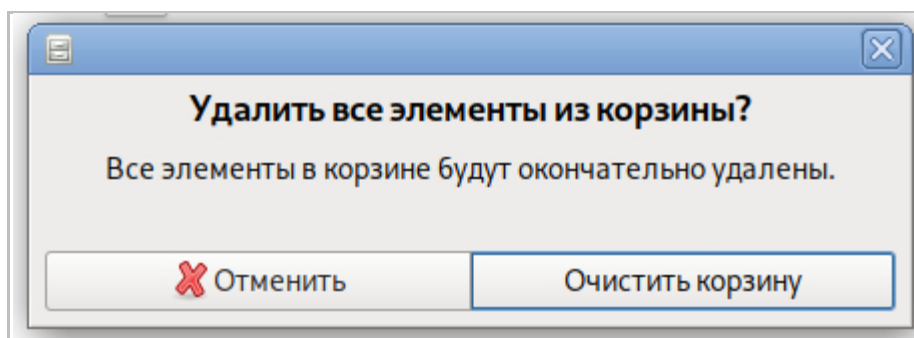 Удалить все элементы из корзины?
Все элементы в корзине будут окончательно удалены.
Отменить
Очистить корзину